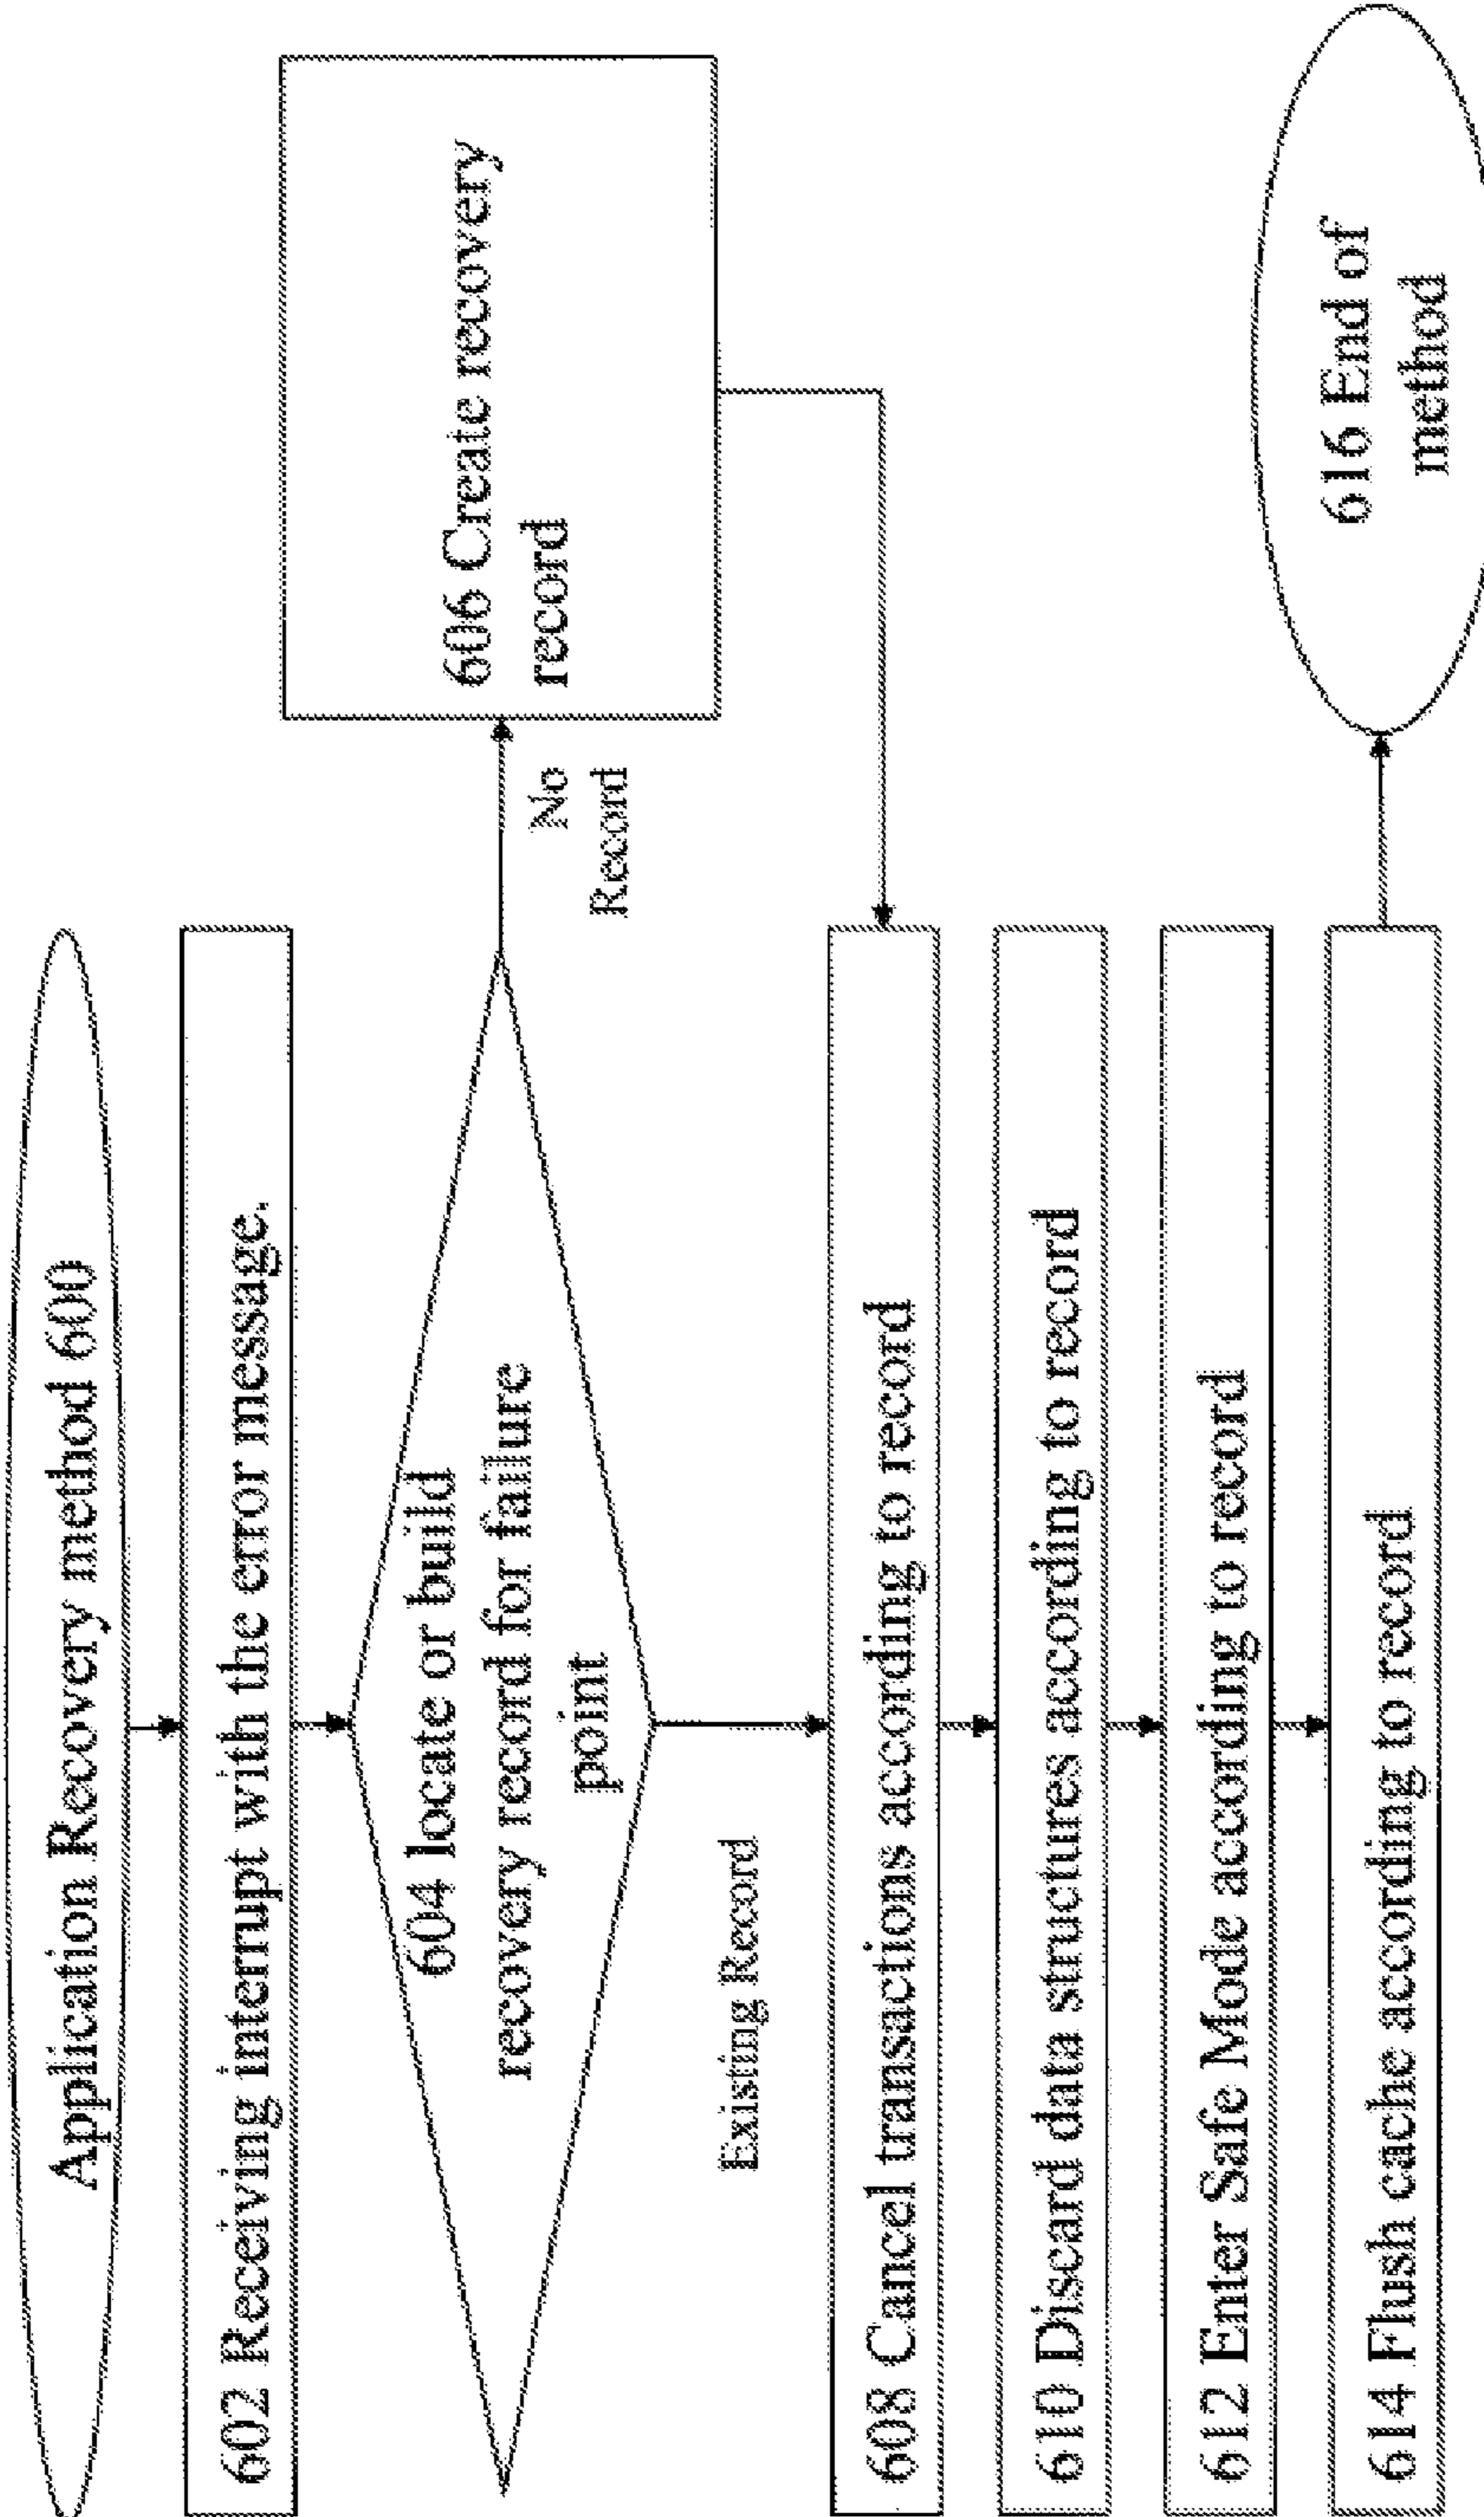 Application Recovery method 600
602 Receiving interrupt with the error message.
604 locate or build
recovery record for failure
point
No
Record
606 Create recovery
record
Existing Record
608 Cancel transactions according to record
610 Discard data structures according to record
612 Enter Safe Mode according to record
614 Flush cache according to record
616 End of
method